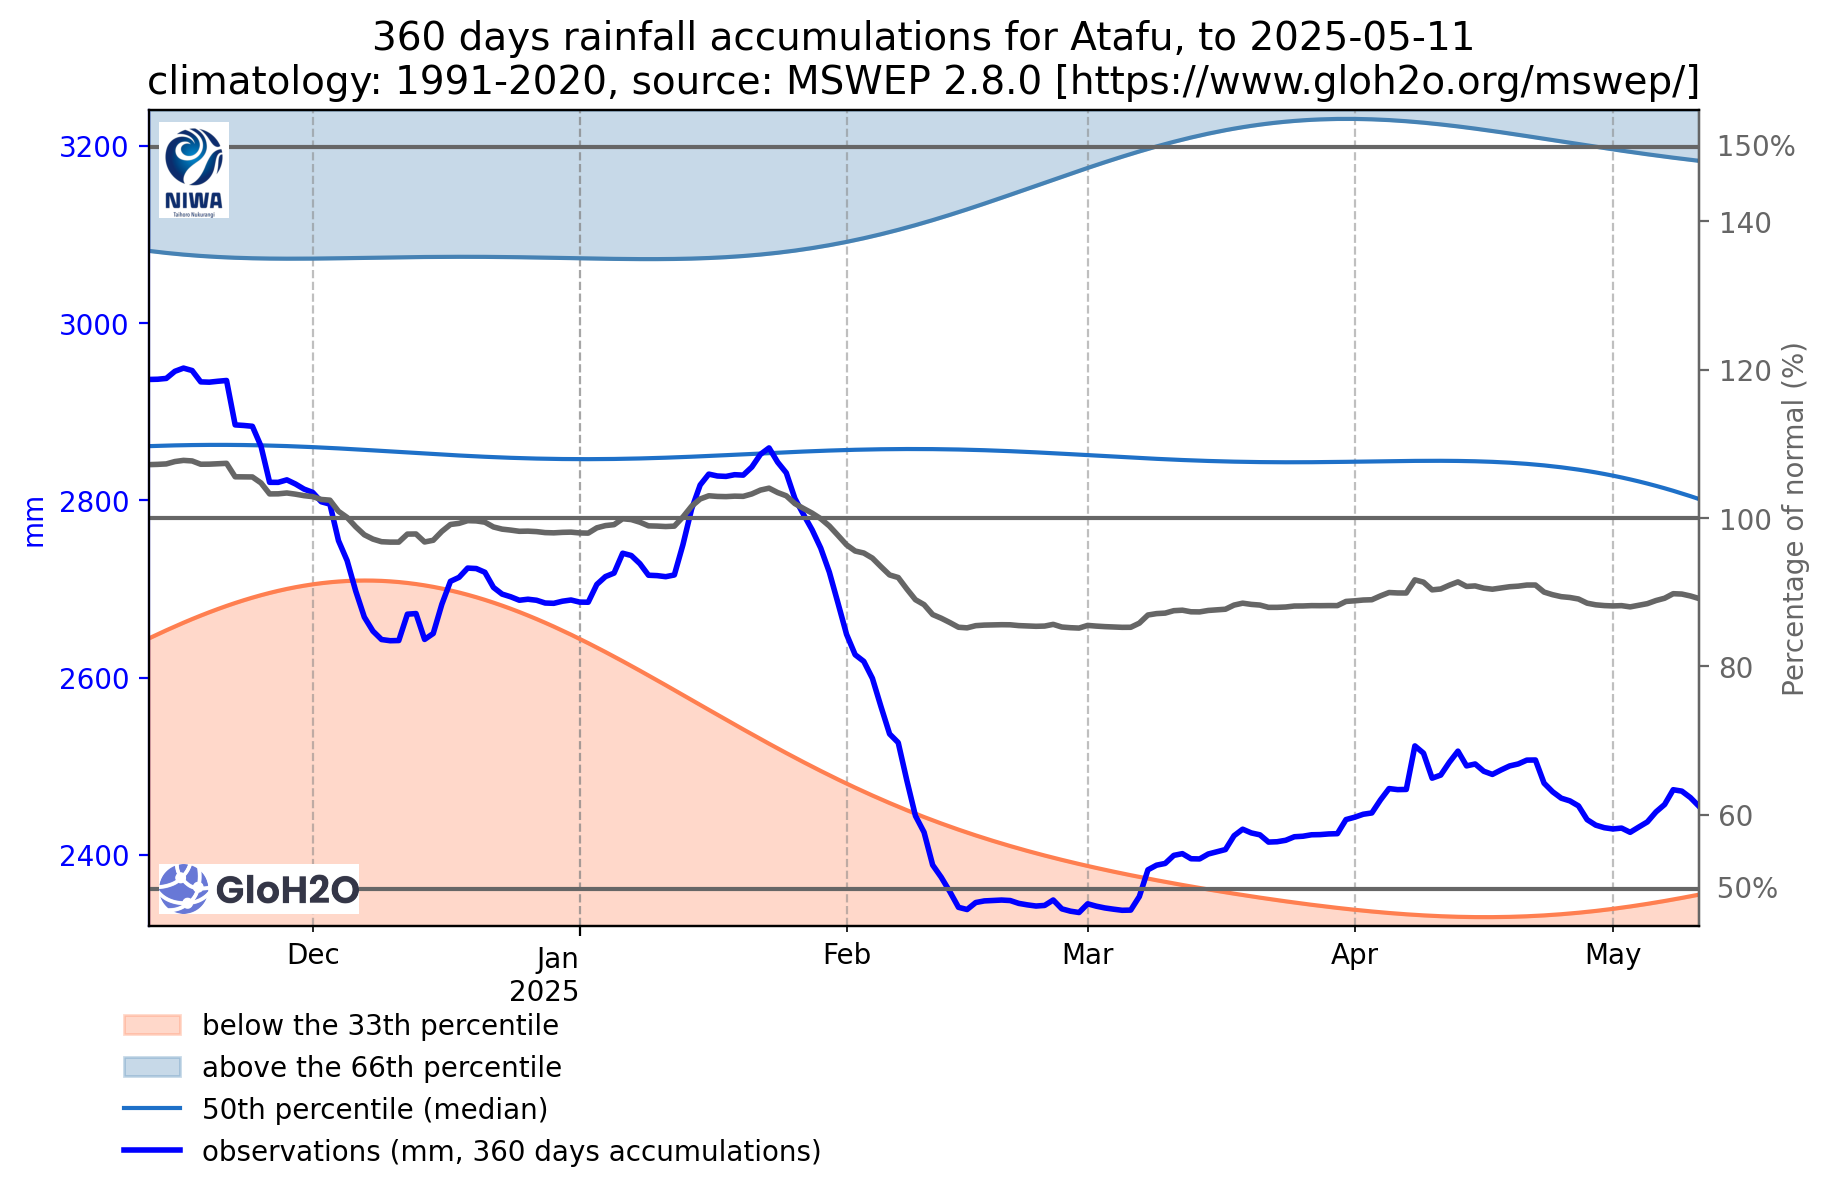 360 days rainfall accumulations for Atafu, to 2025-05-11
climatology: 1991-2020, source: MSWEP 2.8.0 [https://www.gloh2o.org/mswep/]
3200
3000
2800
2600
2400
mm
NIWA
Taihoro Nukurangi
GloH2O
150%
140
120
100
80
60
50%
Percentage of normal (%)
Dec
Jan
2025
Feb
Mar
Apr
May
below the 33th percentile
above the 66th percentile
50th percentile (median)
observations (mm, 360 days accumulations)